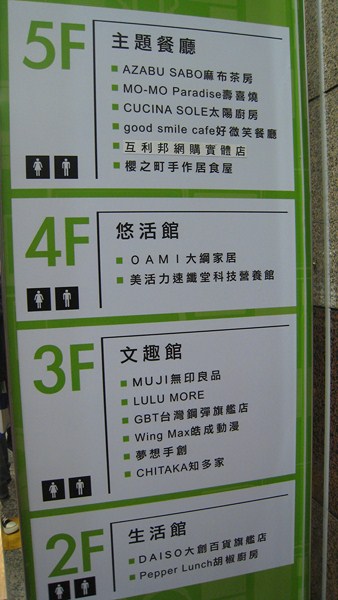 5F
主題餐廳
AZABU SABO麻布茶房
MO-MO Paradise壽喜燒
CUCINA SOLE太陽廚房
good smile cafe好微笑餐廳
互利邦網購實體店
櫻之町手作居食屋
4F
悠活館
OAMI大綱家居
美活力速纖堂科技營養館
3F
文趣館
MUJI無印良品
LULU MORE
GBT台灣鋼彈旗艦店
Wing Max皓成動漫
夢想手創
CHITAKA知多家
2F
生活館
DAISO大創百貨旗艦店
Pepper Lunch胡椒廚房